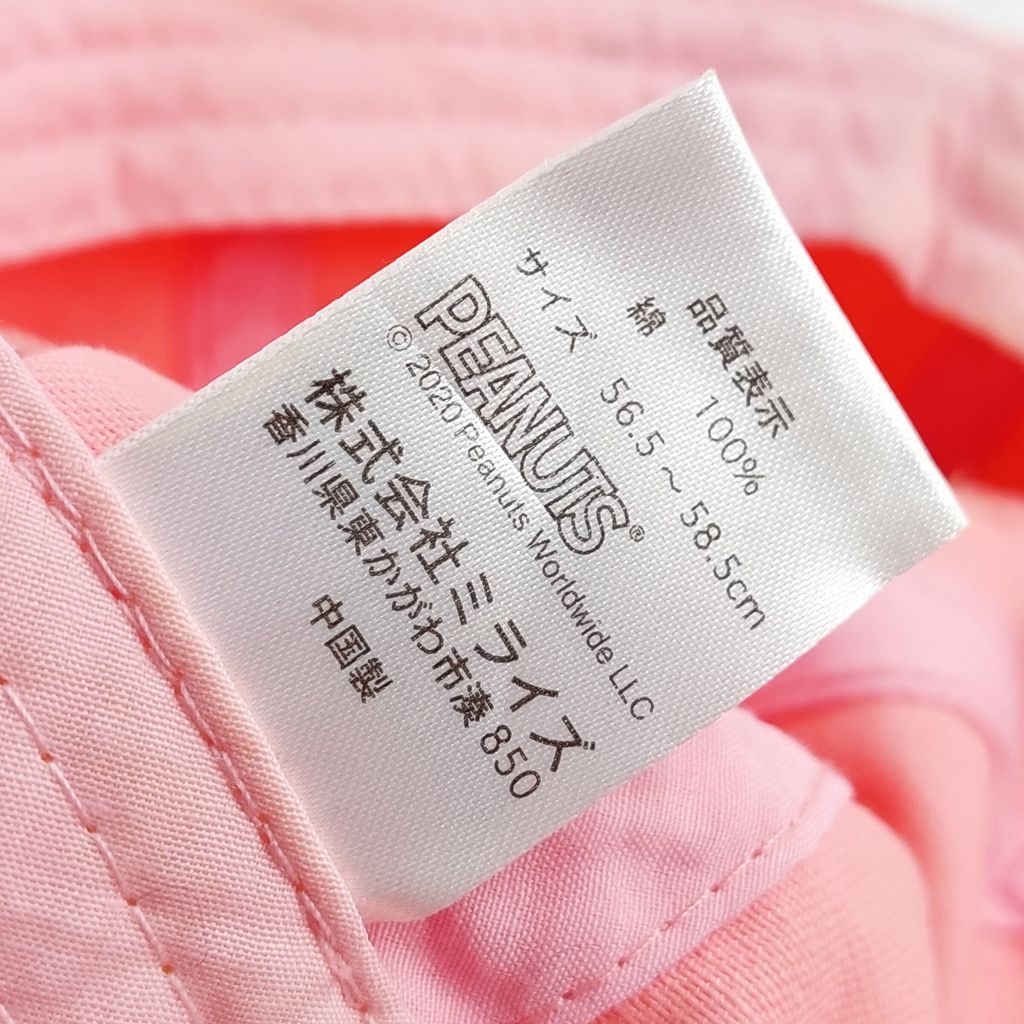 品質表示
綿 100%
サイズ 56.5~58.5cm
PEANUTS®
© 2020 Peanuts Worldwide LLC
株式会社ミライズ
香川県東かがわ市湊850
中国製